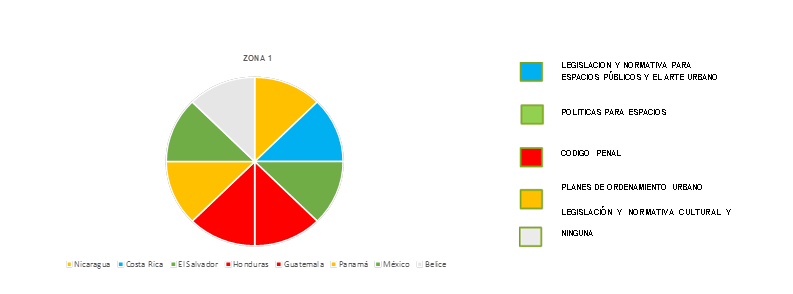 ZONA 1
Nicaragua Costa Rica El Salvador Honduras Guatemala Panamá México Belice
LEGISLACION Y NORMATIVA PARA
ESPACIOS PÚBLICOS Y EL ARTE URBANO
POLITICAS PARA ESPACIOS
CODIGO PENAL
PLANES DE ORDENAMIENTO URBANO
LEGISLACIÓN Y NORMATIVA CULTURAL Y
NINGUNA